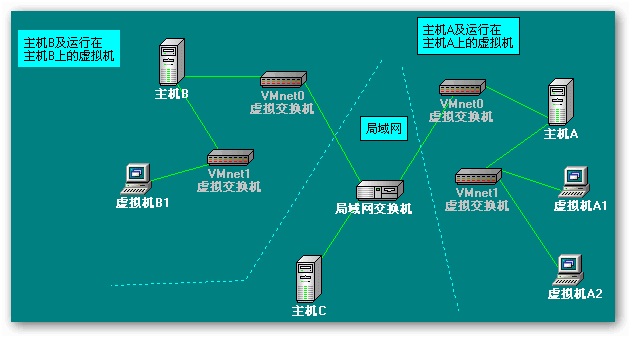 主机B及运行在
主机B上的虚拟机
主机A及运行在
主机A上的虚拟机
主机B
VMnet0
虚拟交换机
VMnet0
虚拟交换机
主机A
局域网
VMnet1
虚拟交换机
虚拟机B1
局域网交换机
VMnet1
虚拟交换机
虚拟机A1
主机C
虚拟机A2